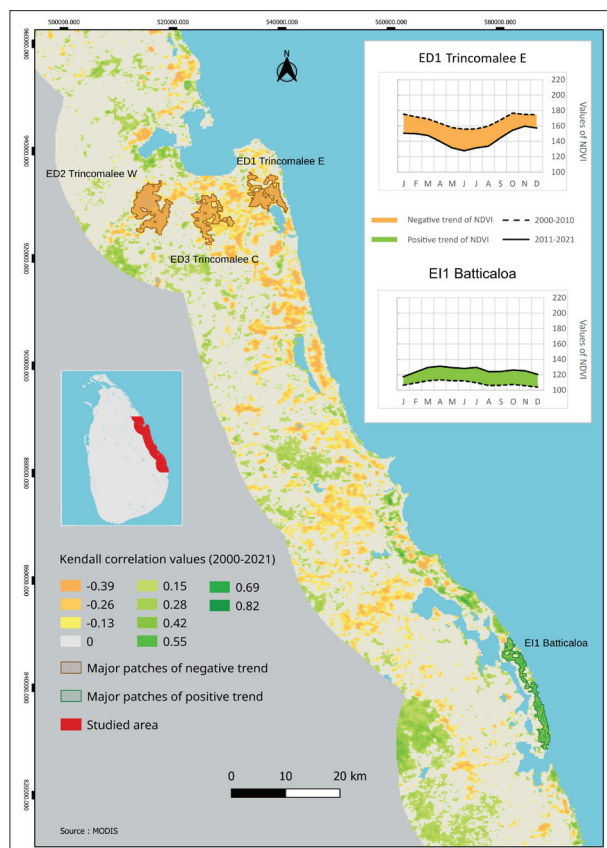 500000.000 520000.000 540000.000 560000.000 580000.000
N
ED1 Trincomalee E
220
200
180
160
140
120
100
Values of NDVI
J F M A M J J A S O N D
Negative trend of NDVI
2000-2010
Positive trend of NDVI
2011-2021
EI1 Batticaloa
220
200
180
160
140
120
100
Values of NDVI
J F M A M J J A S O N D
ED1 Trincomalee E
ED2 Trincomalee W
ED3 Trincomalee C
Kendall correlation values (2000-2021)
-0.39 0.15 0.69
-0.26 0.28 0.82
-0.13 0.42
0 0.55
Major patches of negative trend
Major patches of positive trend
Studied area
EI1 Batticaloa
0 10 20 km
Source : MODIS